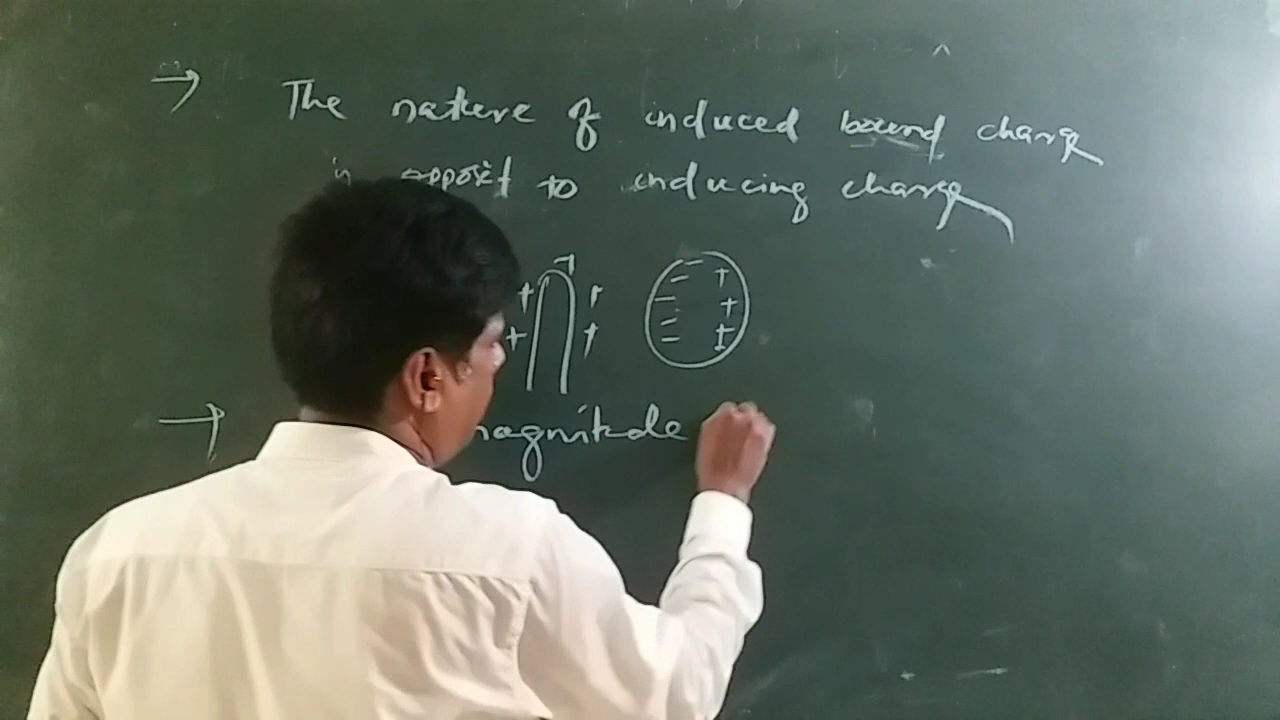 → The nature of induced bound charge
is opposit to inducing charge
+ + + +
- - - - - + + +
→ magnitude